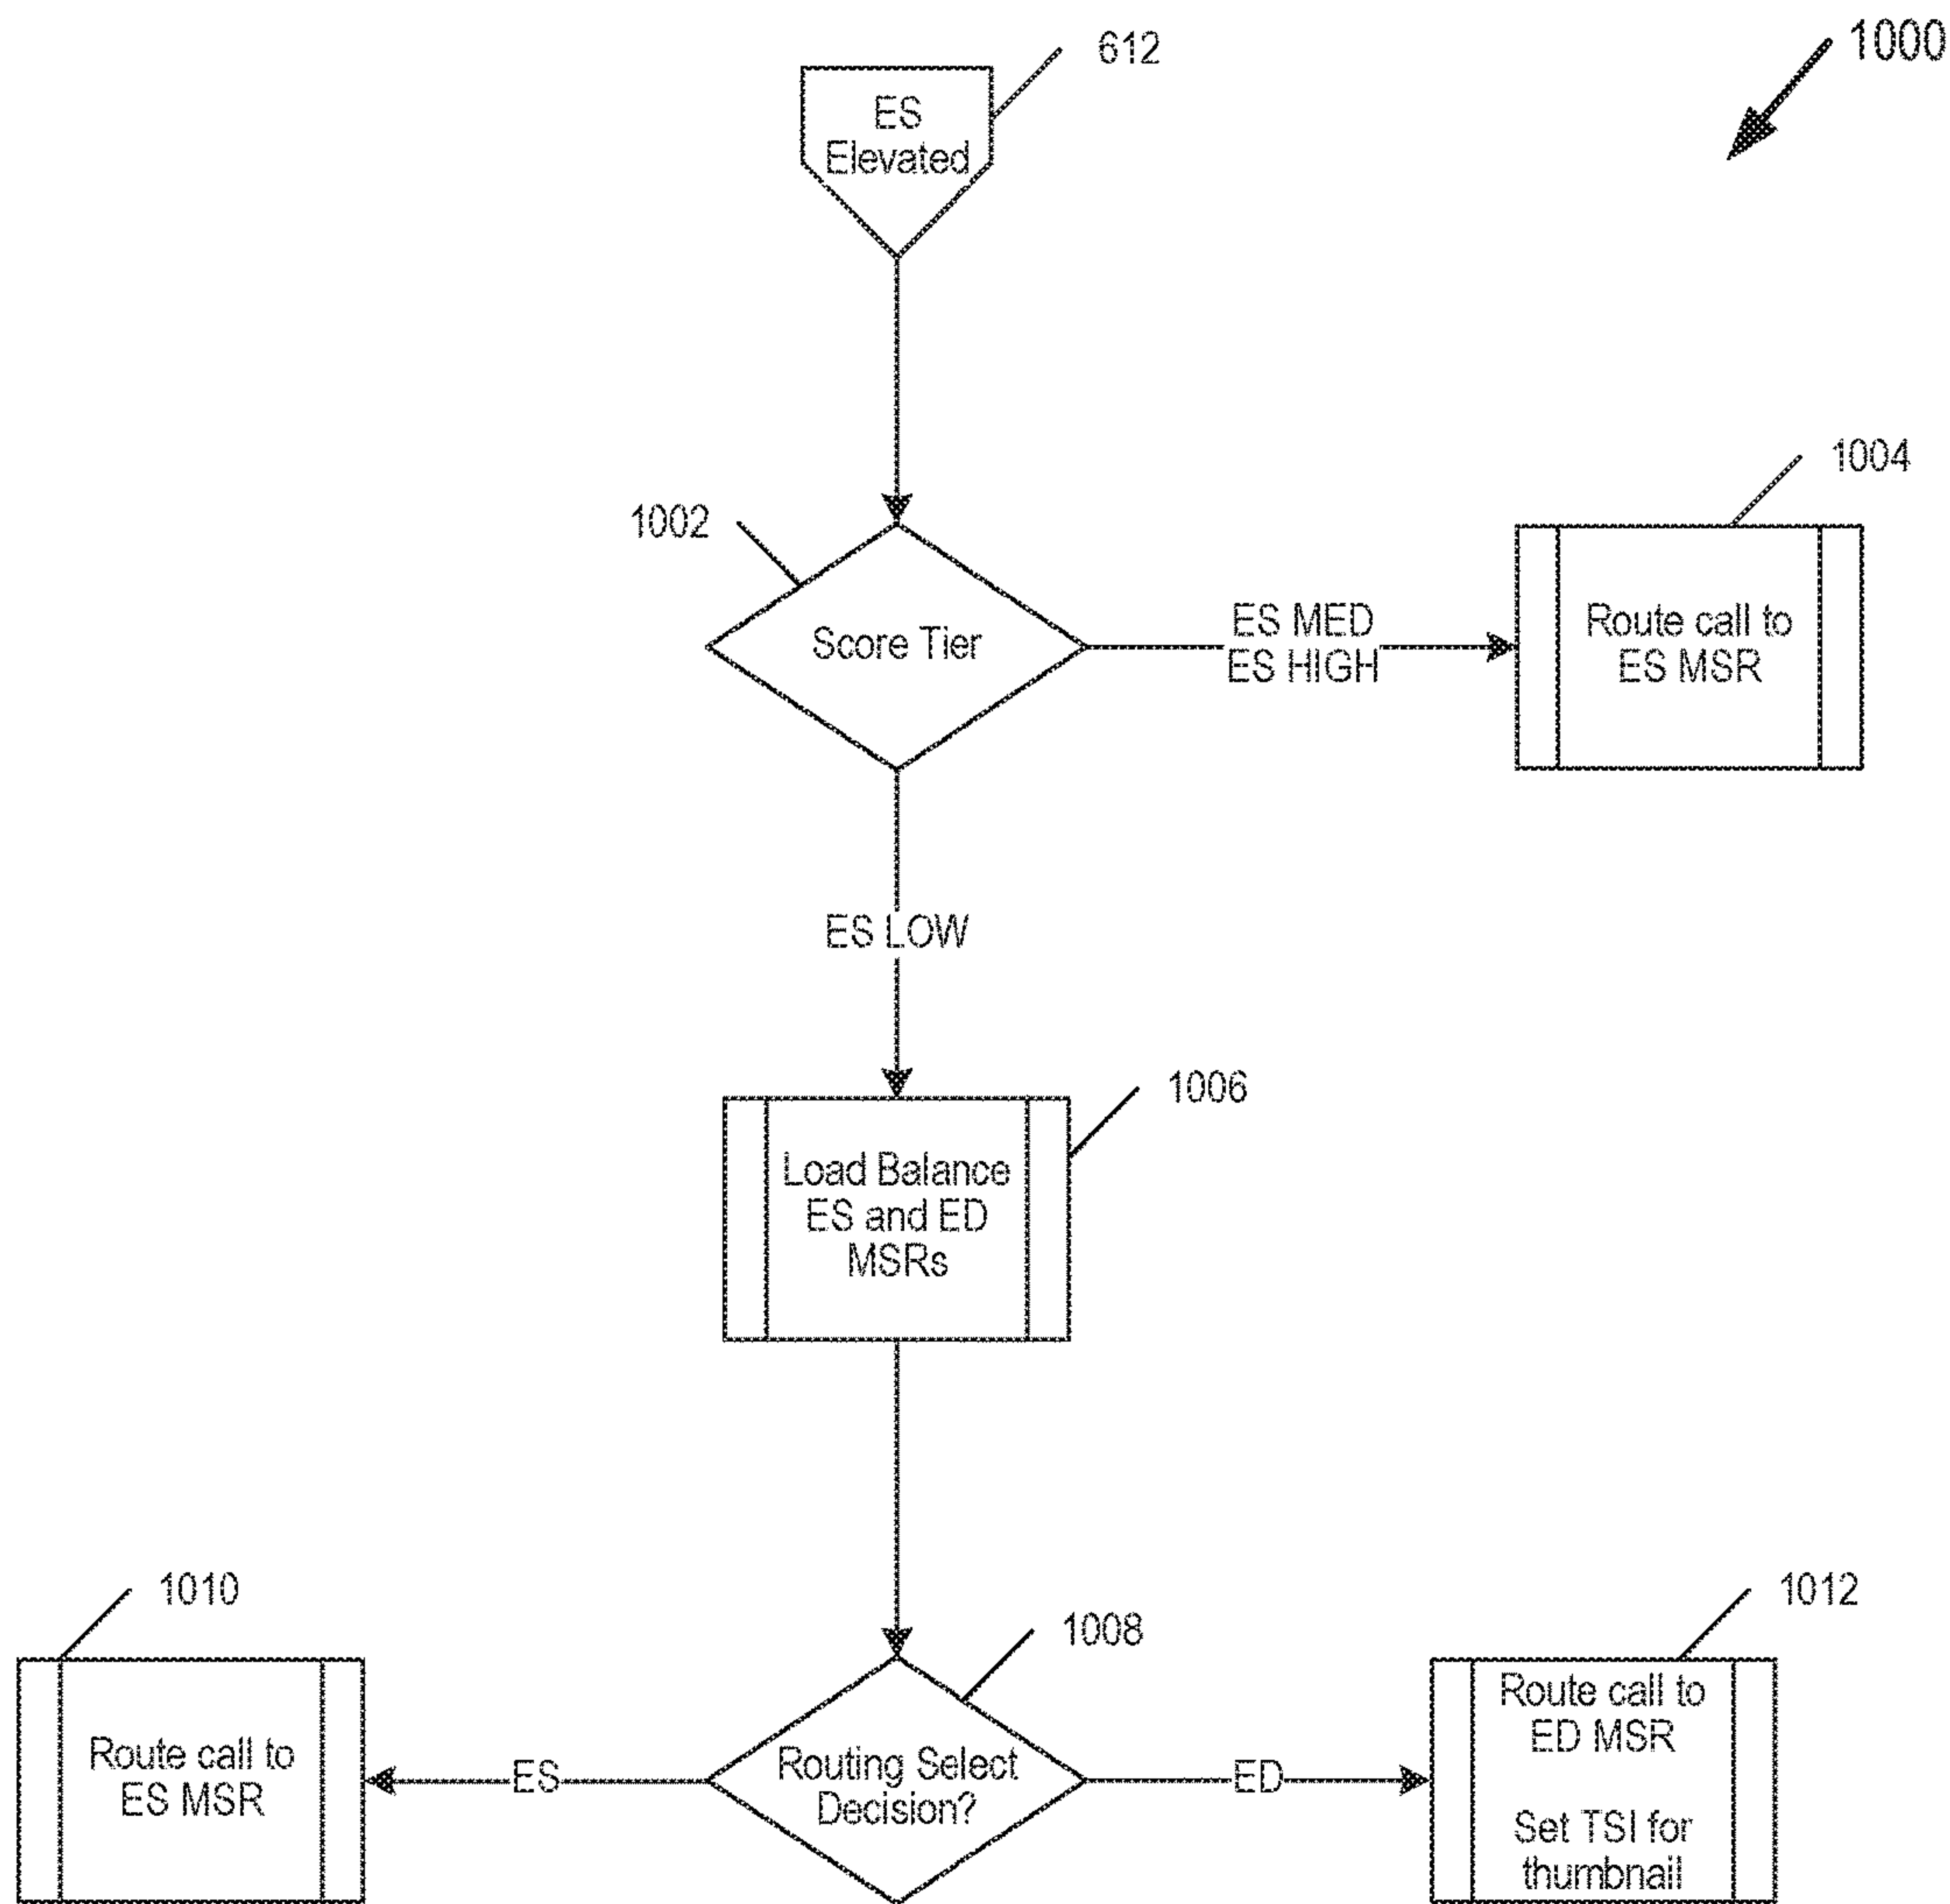 1000
612
ES
Elevated
1002
1004
Score Tier
ES MED
ES HIGH
Route call to
ES MSR
ES LOW
1006
Load Balance
ES and ED
MSRs
1010
1008
1012
Route call to
ES MSR
ES
Routing Select
Decision?
ED
Route call to
ED MSR
Set TSI for
thumbnail